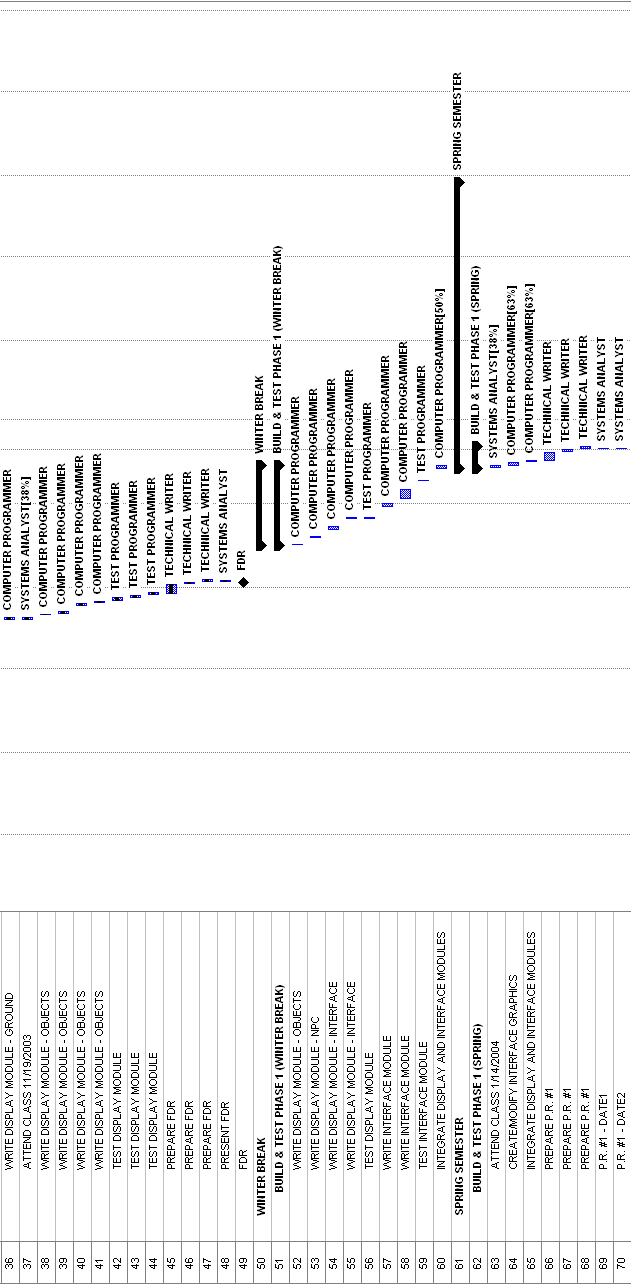 36 WRITE DISPLAY MODULE - GROUND COMPUTER PROGRAMMER
37 ATTEND CLASS 11/19/2003 SYSTEMS ANALYST[38%]
38 WRITE DISPLAY MODULE - OBJECTS COMPUTER PROGRAMMER
39 WRITE DISPLAY MODULE - OBJECTS COMPUTER PROGRAMMER
40 WRITE DISPLAY MODULE - OBJECTS COMPUTER PROGRAMMER
41 WRITE DISPLAY MODULE - OBJECTS COMPUTER PROGRAMMER
42 TEST DISPLAY MODULE TEST PROGRAMMER
43 TEST DISPLAY MODULE TEST PROGRAMMER
44 TEST DISPLAY MODULE TEST PROGRAMMER
45 PREPARE FDR TECHNICAL WRITER
46 PREPARE FDR TECHNICAL WRITER
47 PREPARE FDR TECHNICAL WRITER
48 PRESENT FDR SYSTEMS ANALYST
49 FDR FDR
50 WINTER BREAK WINTER BREAK
51 BUILD & TEST PHASE 1 (WINTER BREAK) BUILD & TEST PHASE 1 (WINTER BREAK)
52 WRITE DISPLAY MODULE - OBJECTS COMPUTER PROGRAMMER
53 WRITE DISPLAY MODULE - NPC COMPUTER PROGRAMMER
54 WRITE DISPLAY MODULE - INTERFACE COMPUTER PROGRAMMER
55 WRITE DISPLAY MODULE - INTERFACE COMPUTER PROGRAMMER
56 TEST DISPLAY MODULE TEST PROGRAMMER
57 WRITE INTERFACE MODULE COMPUTER PROGRAMMER
58 WRITE INTERFACE MODULE COMPUTER PROGRAMMER
59 TEST INTERFACE MODULE TEST PROGRAMMER
60 INTEGRATE DISPLAY AND INTERFACE MODULES COMPUTER PROGRAMMER[50%]
61 SPRING SEMESTER SPRING SEMESTER
62 BUILD & TEST PHASE 1 (SPRING) BUILD & TEST PHASE 1 (SPRING)
63 ATTEND CLASS 1/14/2004 SYSTEMS ANALYST[38%]
64 CREATE/MODIFY INTERFACE GRAPHICS COMPUTER PROGRAMMER[63%]
65 INTEGRATE DISPLAY AND INTERFACE MODULES COMPUTER PROGRAMMER[63%]
66 PREPARE P.R. #1 TECHNICAL WRITER
67 PREPARE P.R. #1 TECHNICAL WRITER
68 PREPARE P.R. #1 TECHNICAL WRITER
69 P.R. #1 - DATE1 SYSTEMS ANALYST
70 P.R. #1 - DATE2 SYSTEMS ANALYST